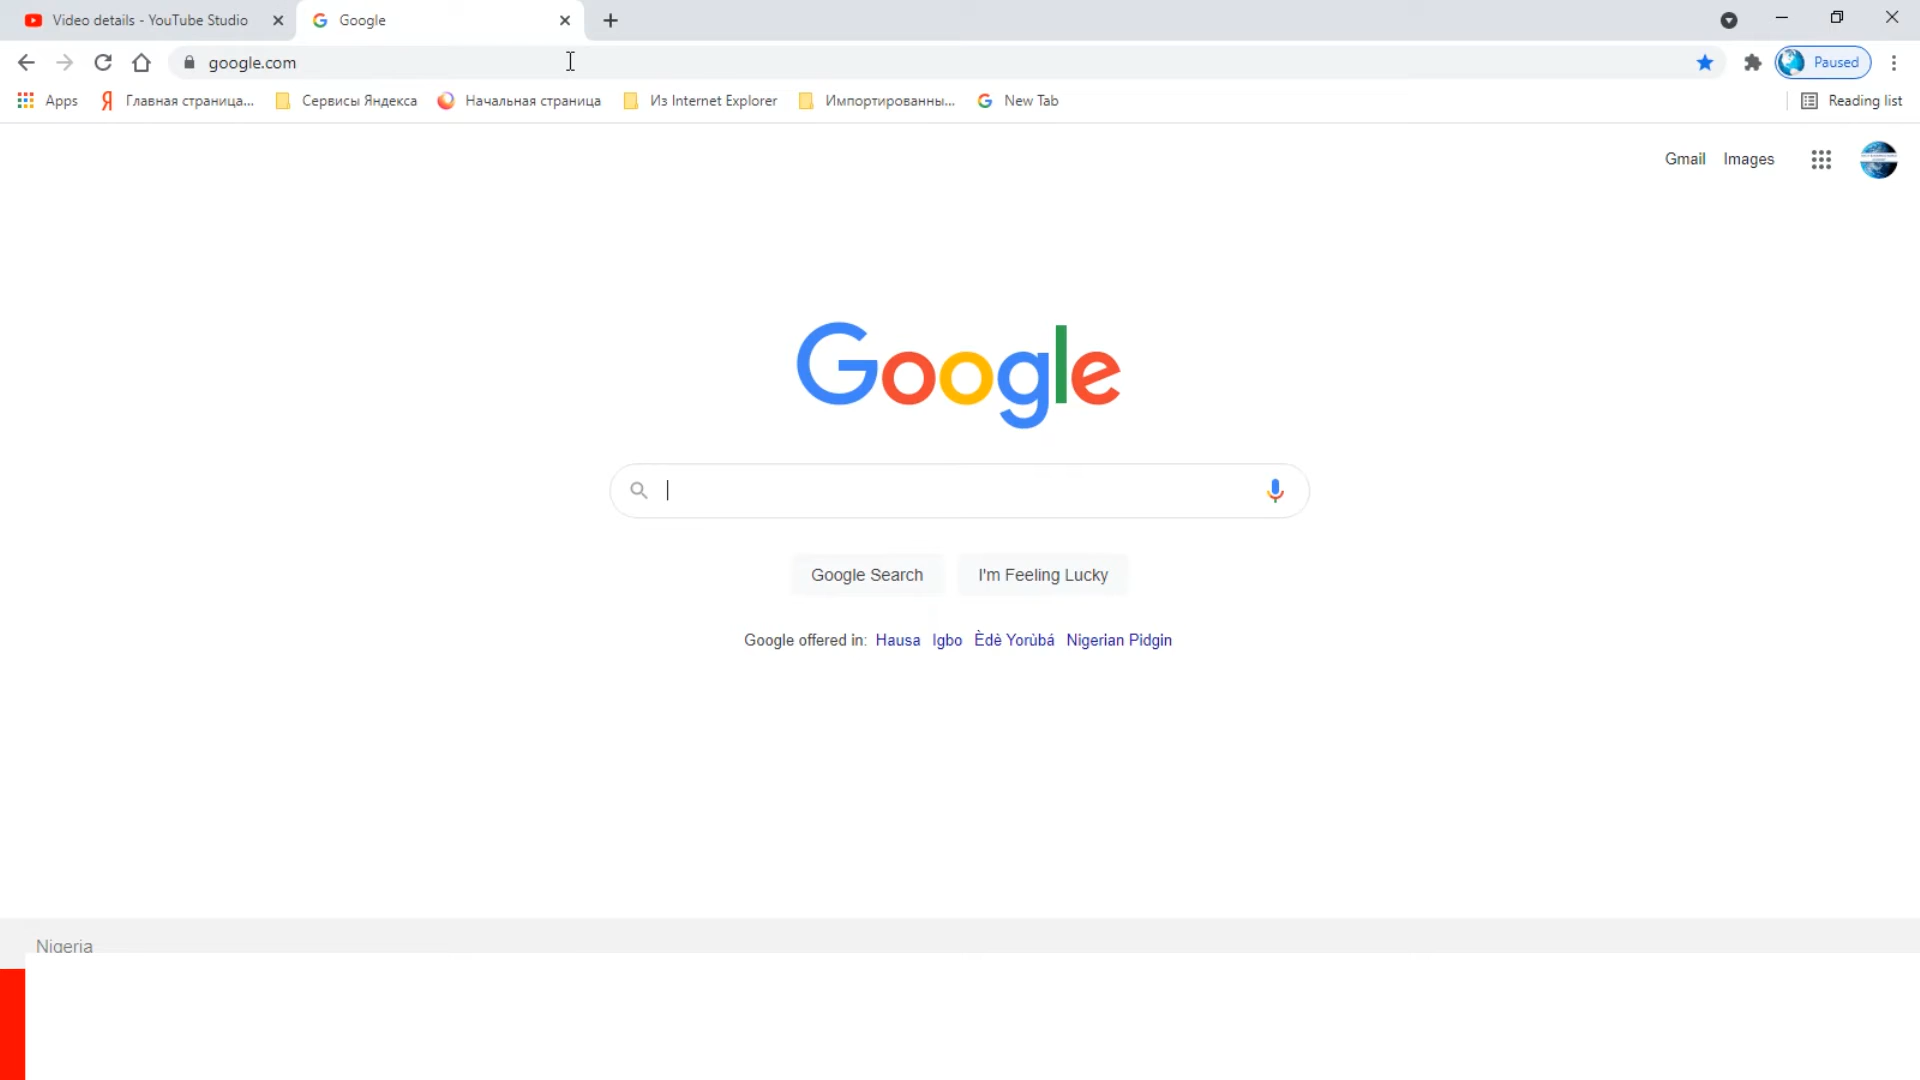 Video details - YouTube Studio
Google
google.com
Paused
Apps
Я Главная страница...
Сервисы Яндекса
Начальная страница
Из Internet Explorer
Импортированны...
New Tab
Reading list
Gmail Images
Google
Google Search
I'm Feeling Lucky
Google offered in: Hausa Igbo Èdè Yorùbá Nigerian Pidgin
Nigeria